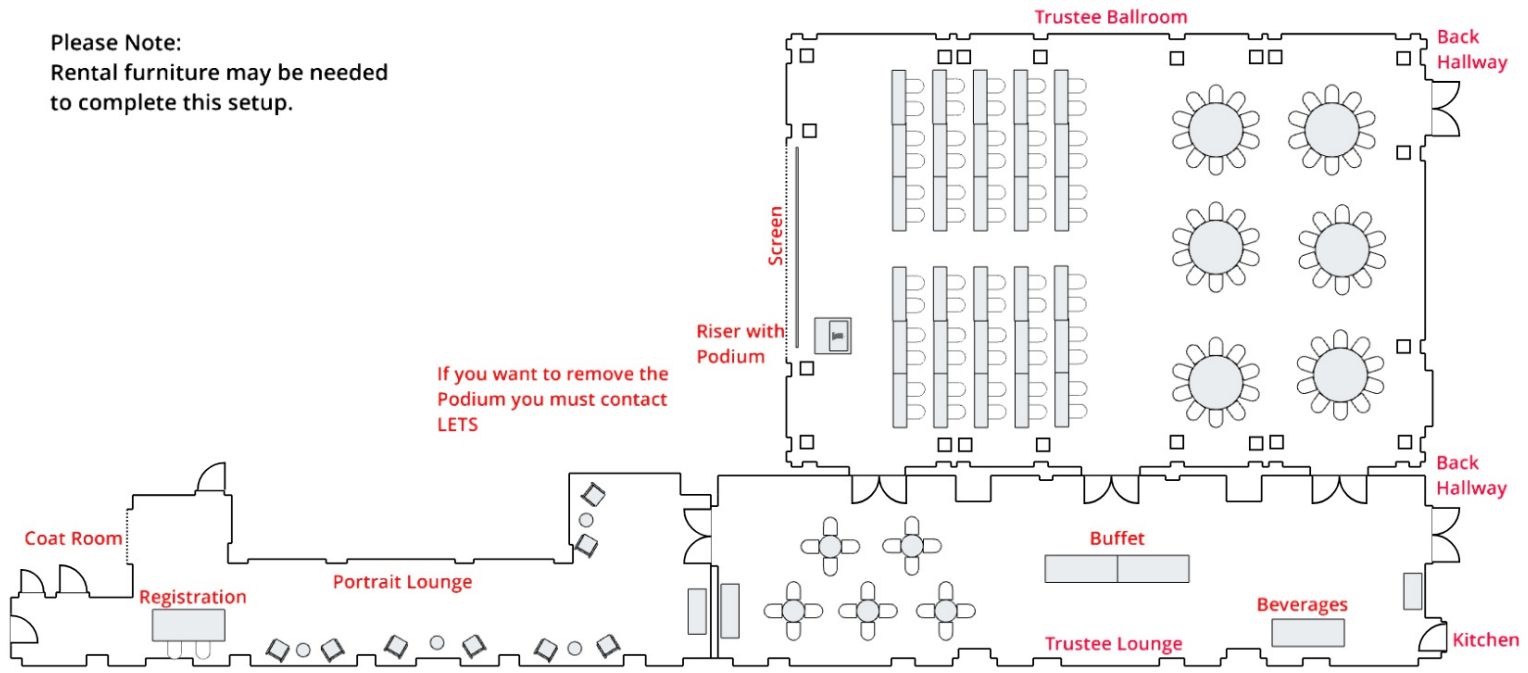 Please Note:
Rental furniture may be needed
to complete this setup.
Trustee Ballroom
Back
Hallway
Screen
Riser with
Podium
If you want to remove the
Podium you must contact
LETS
Back
Hallway
Coat Room
Registration
Portrait Lounge
Buffet
Beverages
Trustee Lounge
Kitchen